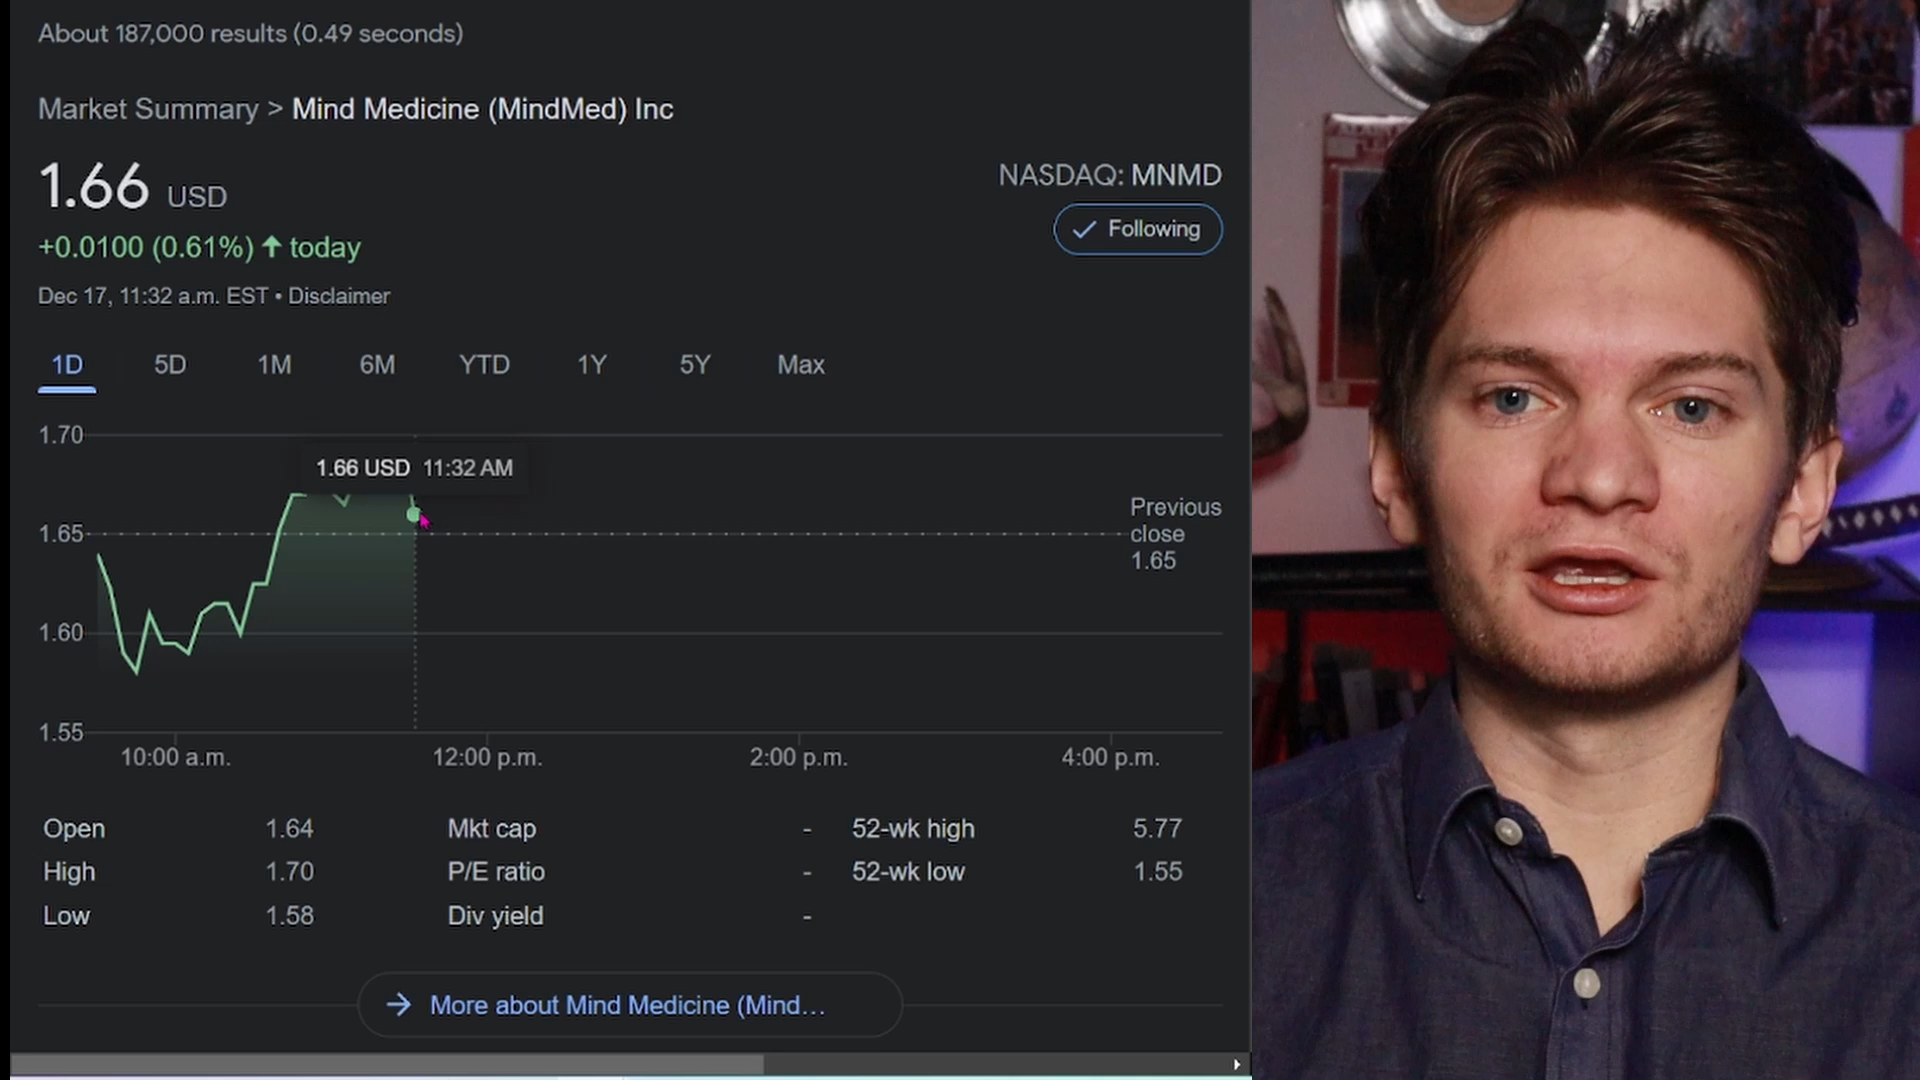 About 187,000 results (0.49 seconds)
Market Summary > Mind Medicine (MindMed) Inc
1.66 USD
NASDAQ: MNMD
+0.0100 (0.61%) ↑ today
Following
Dec 17, 11:32 a.m. EST • Disclaimer
1D 5D 1M 6M YTD 1Y 5Y Max
1.70
1.66 USD 11:32 AM
Previous
close
1.65
1.65
1.60
1.55
10:00 a.m. 12:00 p.m. 2:00 p.m. 4:00 p.m.
Open 1.64 Mkt cap - 52-wk high 5.77
High 1.70 P/E ratio - 52-wk low 1.55
Low 1.58 Div yield -
→ More about Mind Medicine (Mind...